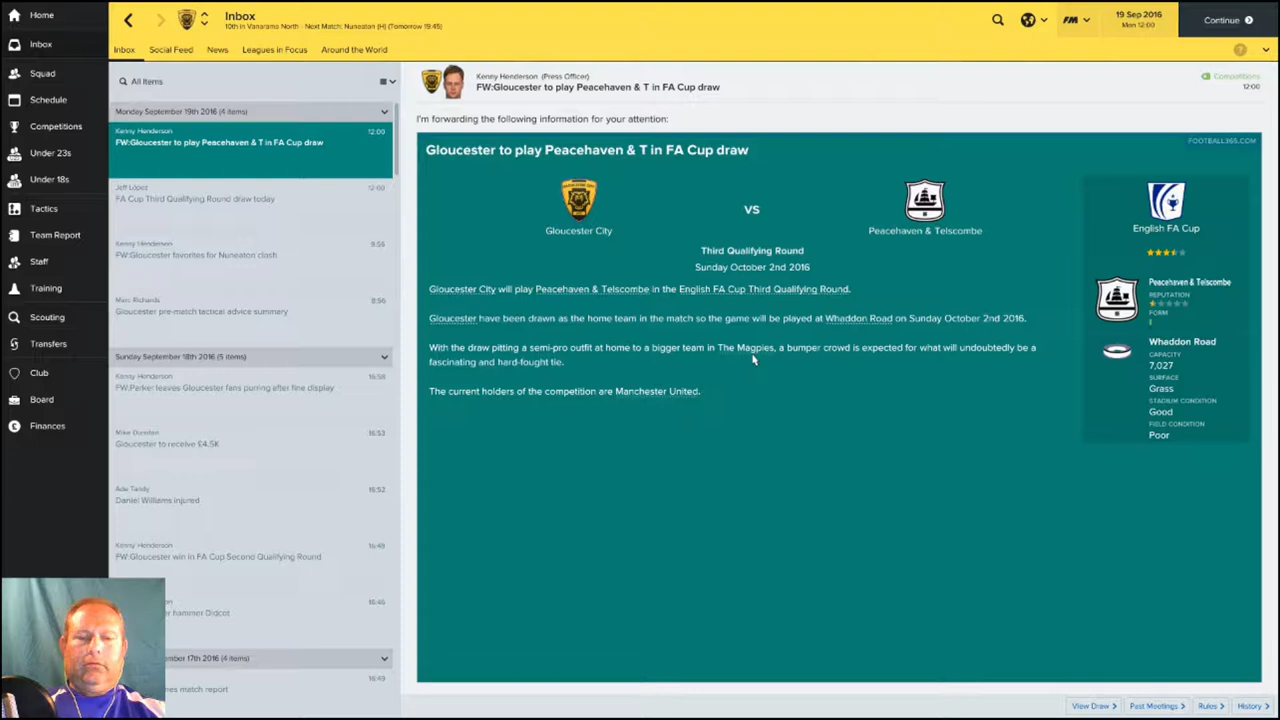 Home
Inbox
Squad
Schedule
Competitions
Under 23s
Under 18s
Tactics
Team Report
Staff
Training
Scouting
Transfers
Club
Board
Finances
Inbox
10th in Vanarama North - Next Match: Nuneaton (H) (Tomorrow 19:45)
FM
19 Sep 2016
Mon 12:00
Continue
Inbox
Social Feed
News
Leagues in Focus
Around the World
?
All Items
Monday September 19th 2016 (4 items)
Kenny Henderson 12:00
FW:Gloucester to play Peacehaven & T in FA Cup draw
Jeff López 12:00
FA Cup Third Qualifying Round draw today
Kenny Henderson 9:56
FW:Gloucester favorites for Nuneaton clash
Marc Richards 8:56
Gloucester pre-match tactical advice summary
Sunday September 18th 2016 (5 items)
Kenny Henderson 16:58
FW:Parker leaves Gloucester fans purring after fine display
Mike Dunston 16:53
Gloucester to receive £4.5K
Ade Tandy 16:52
Daniel Williams injured
Kenny Henderson 16:49
FW:Gloucester win in FA Cup Second Qualifying Round
Henderson 16:46
hammer Didcot
17th 2016 (4 items)
16:49
match report
Kenny Henderson (Press Officer)
FW:Gloucester to play Peacehaven & T in FA Cup draw
Competitions
12:00
I'm forwarding the following information for your attention:
Gloucester to play Peacehaven & T in FA Cup draw
FOOTBALL365.COM
VS
Gloucester City
Peacehaven & Telscombe
Third Qualifying Round
Sunday October 2nd 2016
Gloucester City will play Peacehaven & Telscombe in the English FA Cup Third Qualifying Round.
Gloucester have been drawn as the home team in the match so the game will be played at Whaddon Road on Sunday October 2nd 2016.
With the draw pitting a semi-pro outfit at home to a bigger team in The Magpies, a bumper crowd is expected for what will undoubtedly be a
fascinating and hard-fought tie.
The current holders of the competition are Manchester United.
English FA Cup
Peacehaven & Telscombe
REPUTATION
FORM
Whaddon Road
CAPACITY
7,027
SURFACE
Grass
STADIUM CONDITION
Good
FIELD CONDITION
Poor
View Draw
Past Meetings
Rules
History